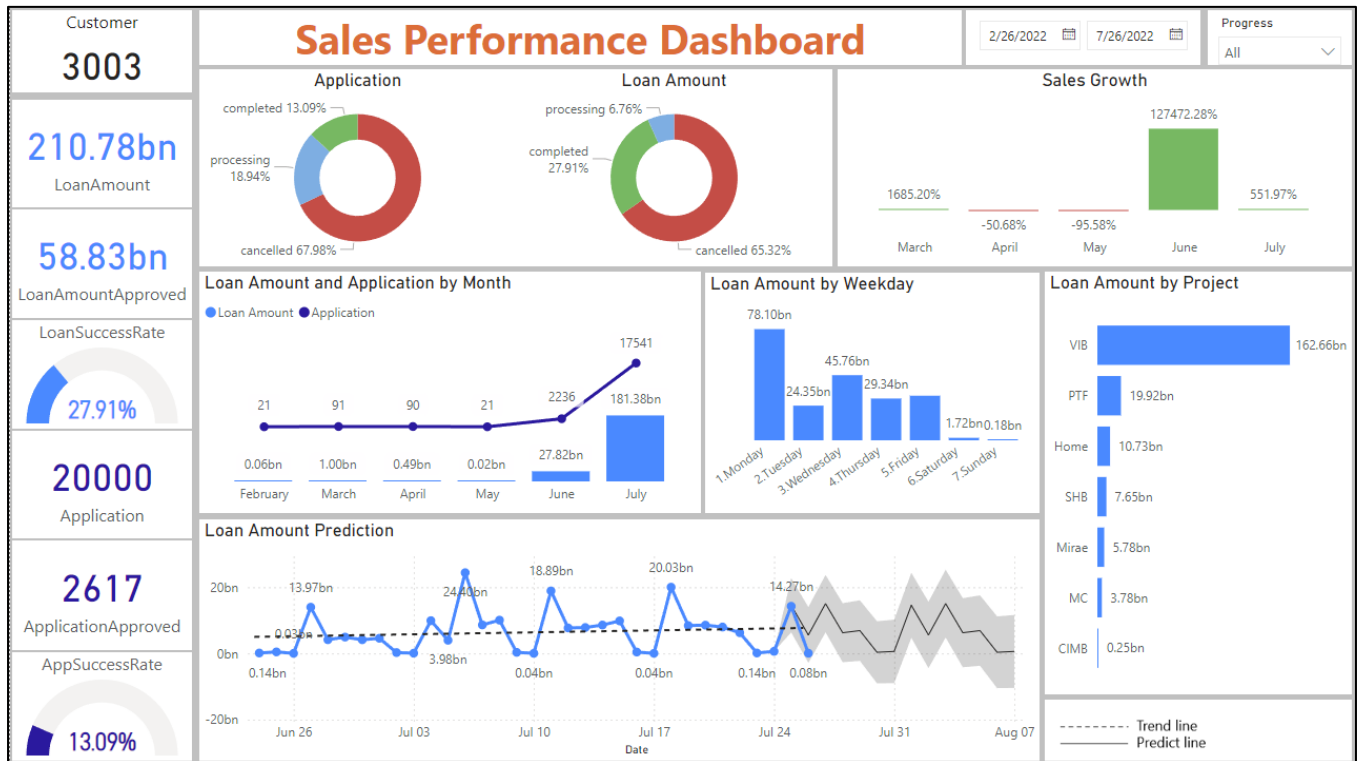 Customer
3003
210.78bn
LoanAmount
58.83bn
LoanAmountApproved
LoanSuccessRate
27.91%
20000
Application
2617
ApplicationApproved
AppSuccessRate
13.09%
Sales Performance Dashboard
2/26/2022
7/26/2022
Progress
All
Application
completed 13.09%
processing
18.94%
cancelled 67.98%
Loan Amount
processing 6.76%
completed
27.91%
cancelled 65.32%
Sales Growth
127472.28%
1685.20%
551.97%
-50.68%
-95.58%
March
April
May
June
July
Loan Amount and Application by Month
Loan Amount
Application
17541
21
91
90
21
2236
181.38bn
0.06bn
1.00bn
0.49bn
0.02bn
27.82bn
February
March
April
May
June
July
Loan Amount by Weekday
78.10bn
24.35bn
45.76bn
29.34bn
1.72bn
0.18bn
1.Monday
2.Tuesday
3.Wednesday
4.Thursday
5.Friday
6.Saturday
7.Sunday
Loan Amount by Project
VIB
162.66bn
PTF
19.92bn
Home
10.73bn
SHB
7.65bn
Mirae
5.78bn
MC
3.78bn
CIMB
0.25bn
Loan Amount Prediction
20bn
0bn
-20bn
13.97bn
24.40bn
18.89bn
20.03bn
14.27bn
0.03bn
0.14bn
3.98bn
0.04bn
0.04bn
0.14bn
0.08bn
Jun 26
Jul 03
Jul 10
Jul 17
Jul 24
Jul 31
Aug 07
Date
Trend line
Predict line